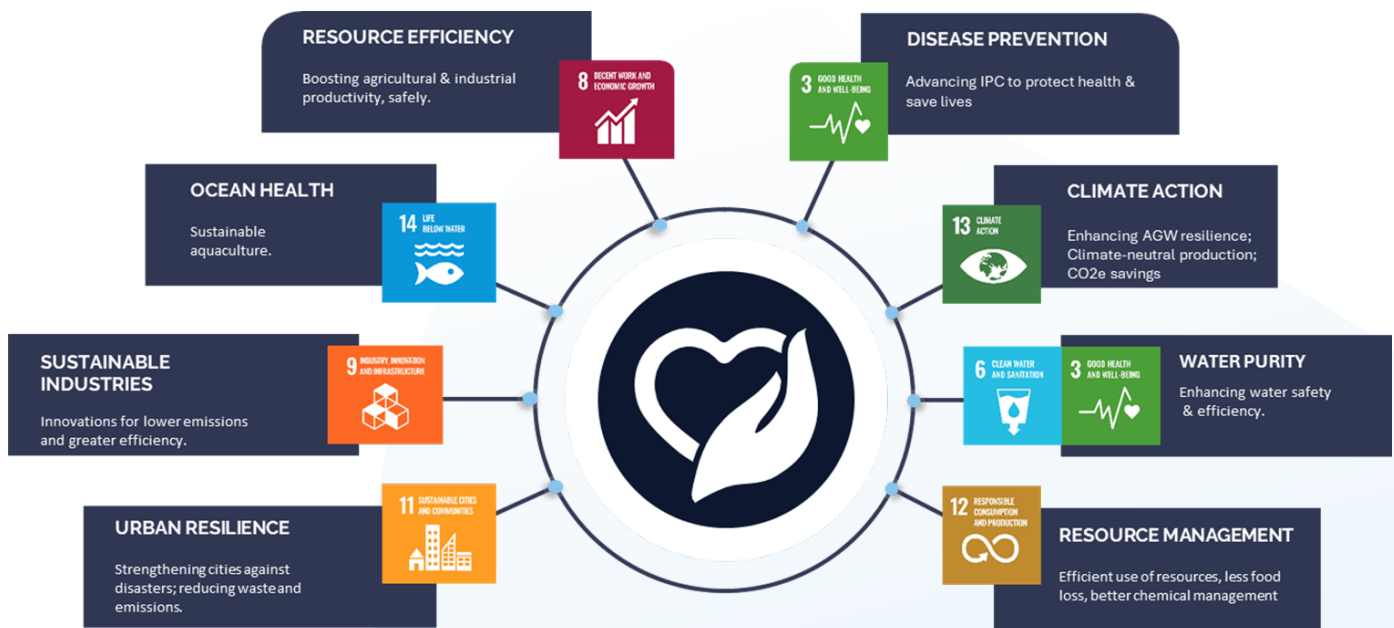 RESOURCE EFFICIENCY
Boosting agricultural & industrial
productivity, safely.
8 DECENT WORK AND
ECONOMIC GROWTH
DISEASE PREVENTION
Advancing IPC to protect health &
save lives
3 GOOD HEALTH
AND WELL-BEING
OCEAN HEALTH
Sustainable
aquaculture.
14 LIFE
BELOW WATER
CLIMATE ACTION
Enhancing AGW resilience;
Climate-neutral production;
CO2e savings
13 CLIMATE
ACTION
SUSTAINABLE
INDUSTRIES
Innovations for lower emissions
and greater efficiency.
9 INDUSTRY, INNOVATION
AND INFRASTRUCTURE
WATER PURITY
Enhancing water safety
& efficiency.
6 CLEAN WATER
AND SANITATION
3 GOOD HEALTH
AND WELL-BEING
URBAN RESILIENCE
Strengthening cities against
disasters; reducing waste and
emissions.
11 SUSTAINABLE CITIES
AND COMMUNITIES
RESOURCE MANAGEMENT
Efficient use of resources, less food
loss, better chemical management
12 RESPONSIBLE
CONSUMPTION
AND PRODUCTION